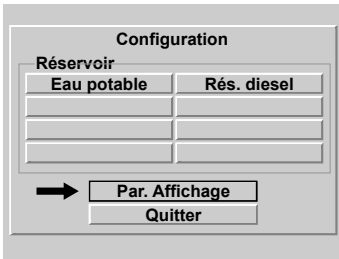 Configuration
Réservoir
Eau potable Rés. diesel
Par. Affichage
Quitter